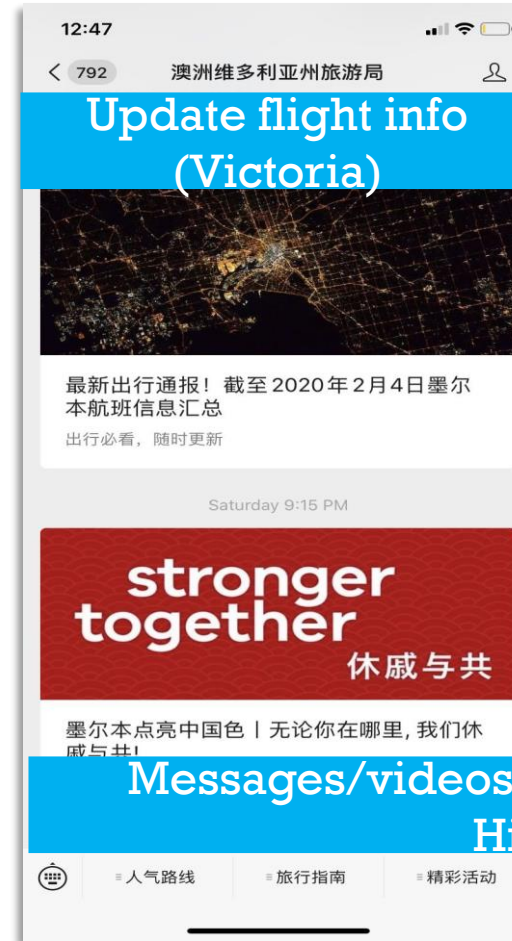 12:47
792
澳洲维多利亚州旅游局
Update flight info
(Victoria)
最新出行通报！截至2020年2月4日墨尔
本航班信息汇总
出行必看，随时更新
Saturday 9:15 PM
stronger
together
休戚与共
墨尔本点亮中国色丨无论你在哪里, 我们休
戚与共!
Messages/videos
Hi
人气路线
旅行指南
精彩活动